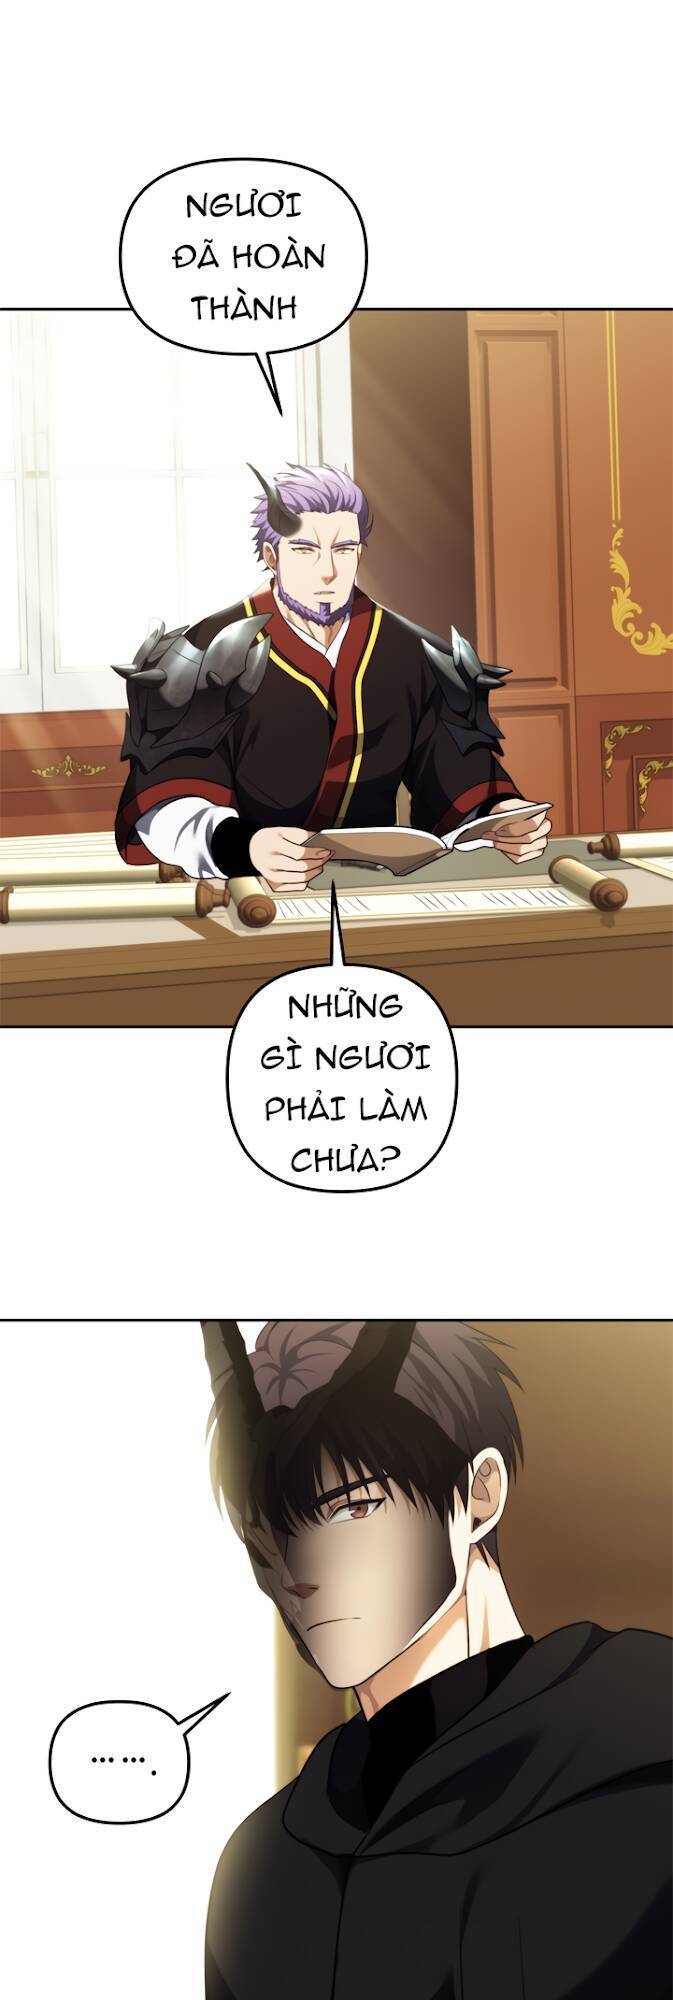 NGƯƠI
ĐÃ HOÀN
THÀNH
NHỮNG
GÌ NGƯƠI
PHẢI LÀM
CHƯA?
... ... .